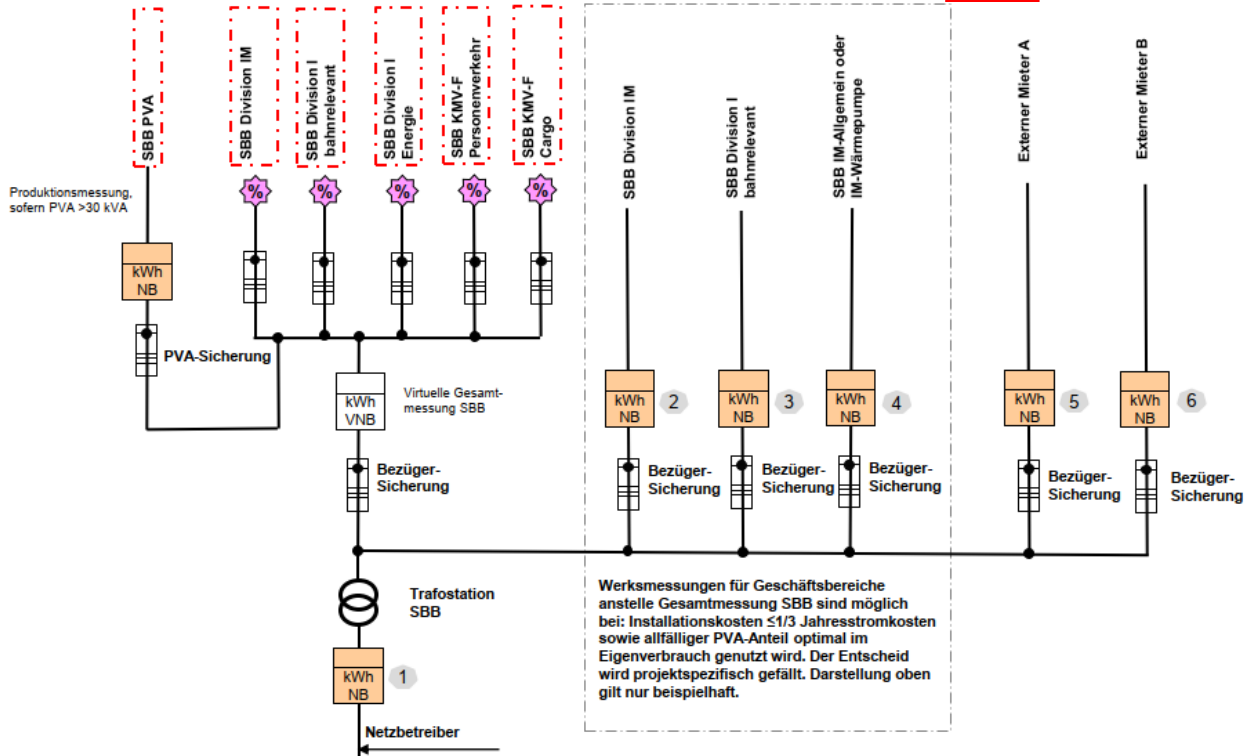 SBB PVA
SBB Division IM
SBB Division I
bahnrelevant
SBB Division I
Energie
SBB KMV-F
Personenverkehr
SBB KMV-F
Cargo
SBB Division IM
SBB Division I
bahnrelevant
SBB IM-Allgemein oder
IM-Wärmepumpe
Externer Mieter A
Externer Mieter B
Produktionsmessung,
sofern PVA >30 kVA
%
%
%
%
%
kWh
NB
PVA-Sicherung
kWh
VNB
Virtuelle Gesamt-
messung SBB
kWh
NB
2
kWh
NB
3
kWh
NB
4
kWh
NB
5
kWh
NB
6
Bezüger-
Sicherung
Bezüger-
Sicherung
Bezüger-
Sicherung
Bezüger-
Sicherung
Bezüger-
Sicherung
Bezüger-
Sicherung
Trafostation
SBB
Werksmessungen für Geschäftsbereiche
anstelle Gesamtmessung SBB sind möglich
bei: Installationskosten ≤1/3 Jahresstromkosten
sowie allfälliger PVA-Anteil optimal im
Eigenverbrauch genutzt wird. Der Entscheid
wird projektspezifisch gefällt. Darstellung oben
gilt nur beispielhaft.
kWh
NB
1
Netzbetreiber